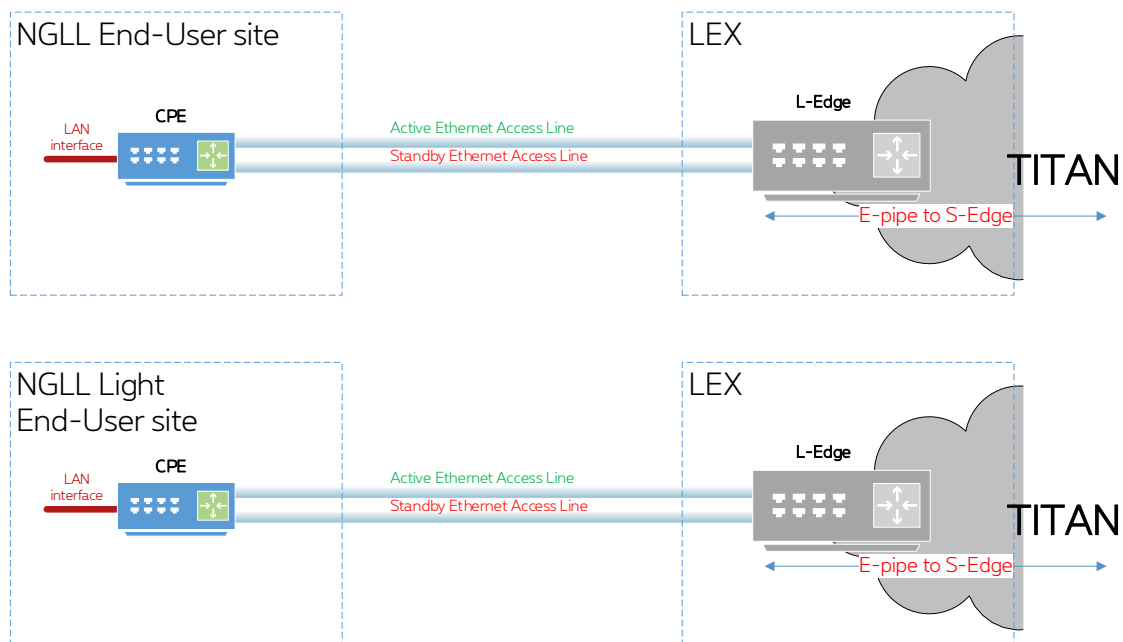 NGLL End-User site
LEX
CPE
L-Edge
LAN
interface
Active Ethernet Access Line
Standby Ethernet Access Line
TITAN
E-pipe to S-Edge
NGLL Light
End-User site
LEX
CPE
L-Edge
LAN
interface
Active Ethernet Access Line
Standby Ethernet Access Line
TITAN
E-pipe to S-Edge